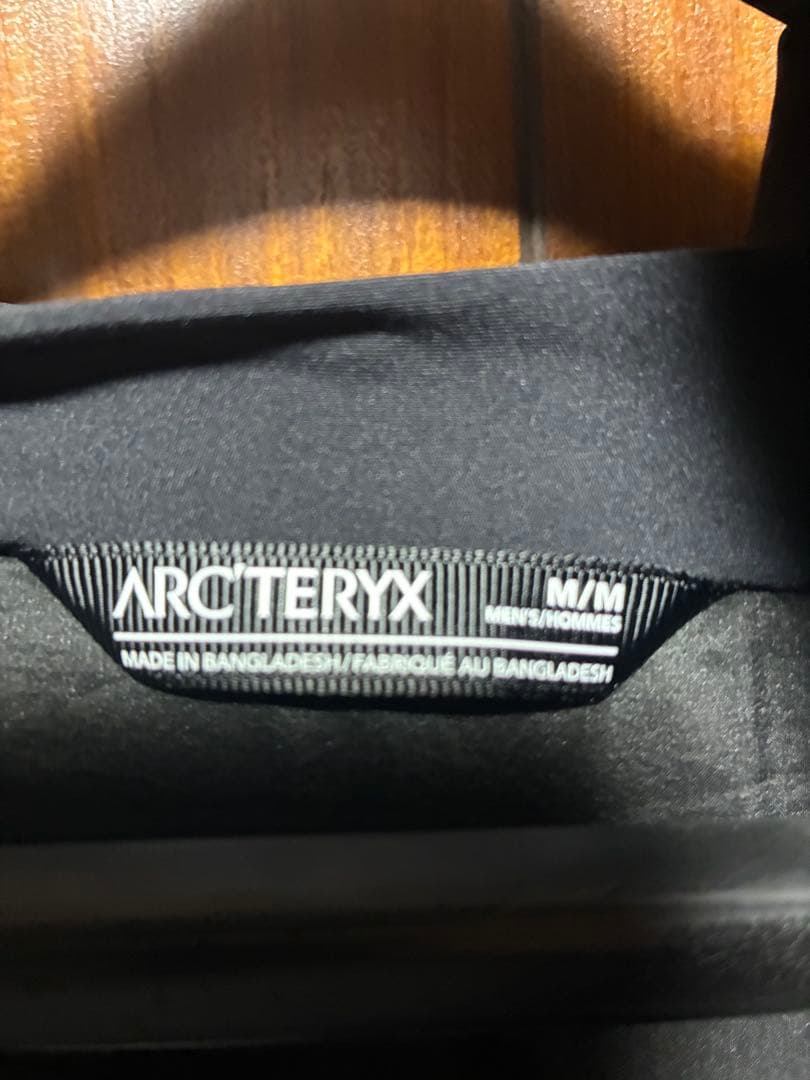 ARC'TERYX
M/M
MEN'S/HOMMES
MADE IN BANGLADESH/FABRIQUÉ AU BANGLADESH